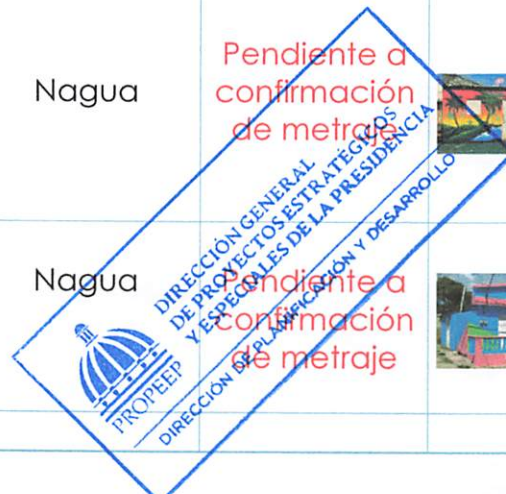 Nagua
Pendiente a
confirmación
de metraje
Nagua
Pendiente a
confirmación
de metraje
DIRECCIÓN GENERAL
DE PROYECTOS ESTRATÉGICOS
Y ESPECIALES DE LA PRESIDENCIA
PROPEEP
DIRECCIÓN DE PLANIFICACIÓN Y DESARROLLO